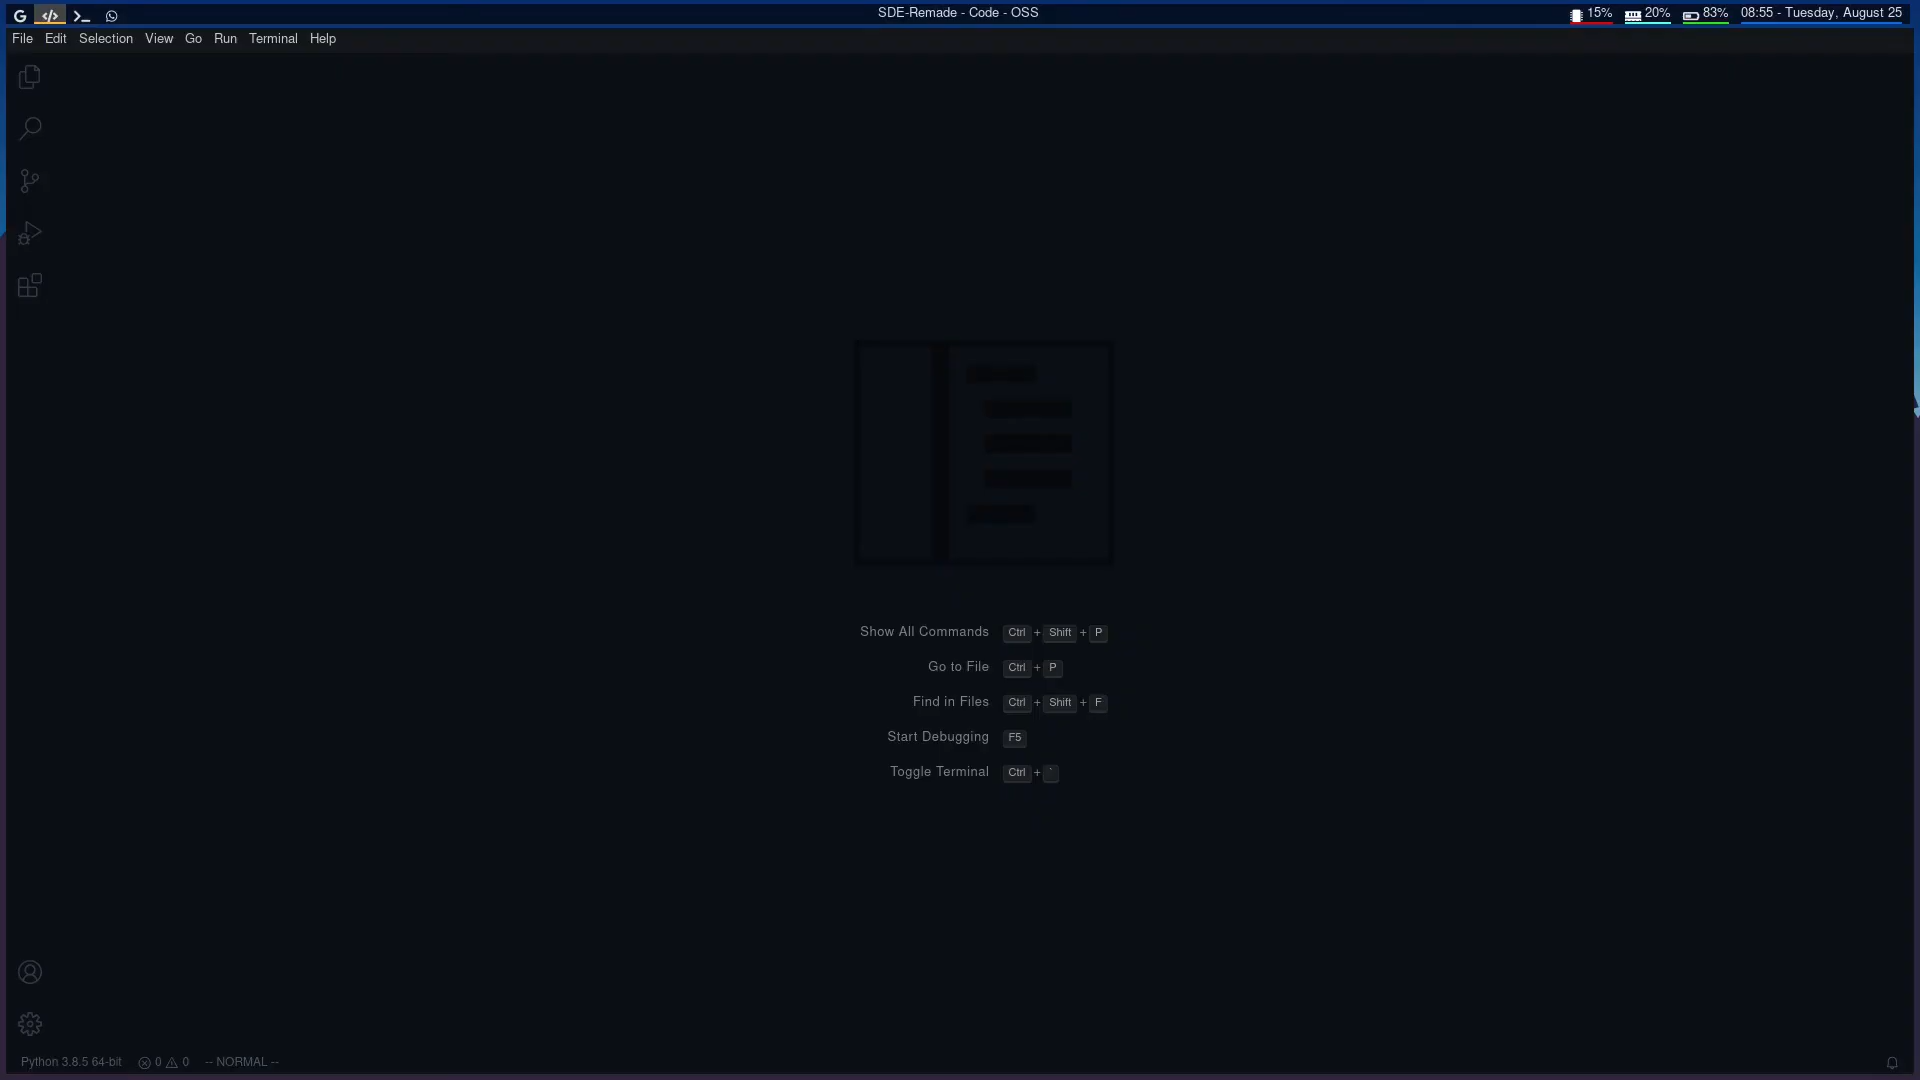 G </> >_ SDE-Remade - Code - OSS 15% 20% 83% 08:55 - Tuesday, August 25
File Edit Selection View Go Run Terminal Help
Show All Commands Ctrl + Shift + P
Go to File Ctrl + P
Find in Files Ctrl + Shift + F
Start Debugging F5
Toggle Terminal Ctrl + `
Python 3.8.5 64-bit 0 0 -- NORMAL --